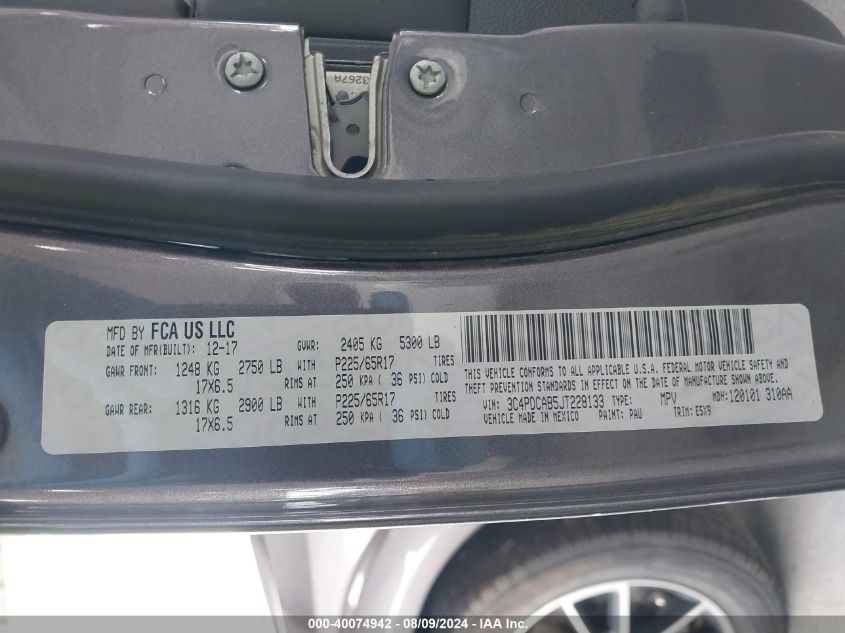 3267A
MFD BY FCA US LLC
DATE OF MFR(BUILT): 12-17 GVWR: 2405 KG 5300 LB
GAWR FRONT: 1248 KG 2750 LB WITH P225/65R17 TIRES
17X6.5 RIMS AT 250 KPA ( 36 PSI) COLD
GAWR REAR: 1316 KG 2900 LB WITH P225/65R17 TIRES
17X6.5 RIMS AT 250 KPA ( 36 PSI) COLD
THIS VEHICLE CONFORMS TO ALL APPLICABLE U.S.A. FEDERAL MOTOR VEHICLE SAFETY AND
THEFT PREVENTION STANDARDS IN EFFECT ON THE DATE OF MANUFACTURE SHOWN ABOVE.
VIN: 3C4PDCAB5JT228133 TYPE: MPV MDH: 120101 310AA
VEHICLE MADE IN MEXICO PAINT: PAU TRIM: E5X9
000-40074942 - 08/09/2024 - IAA Inc.